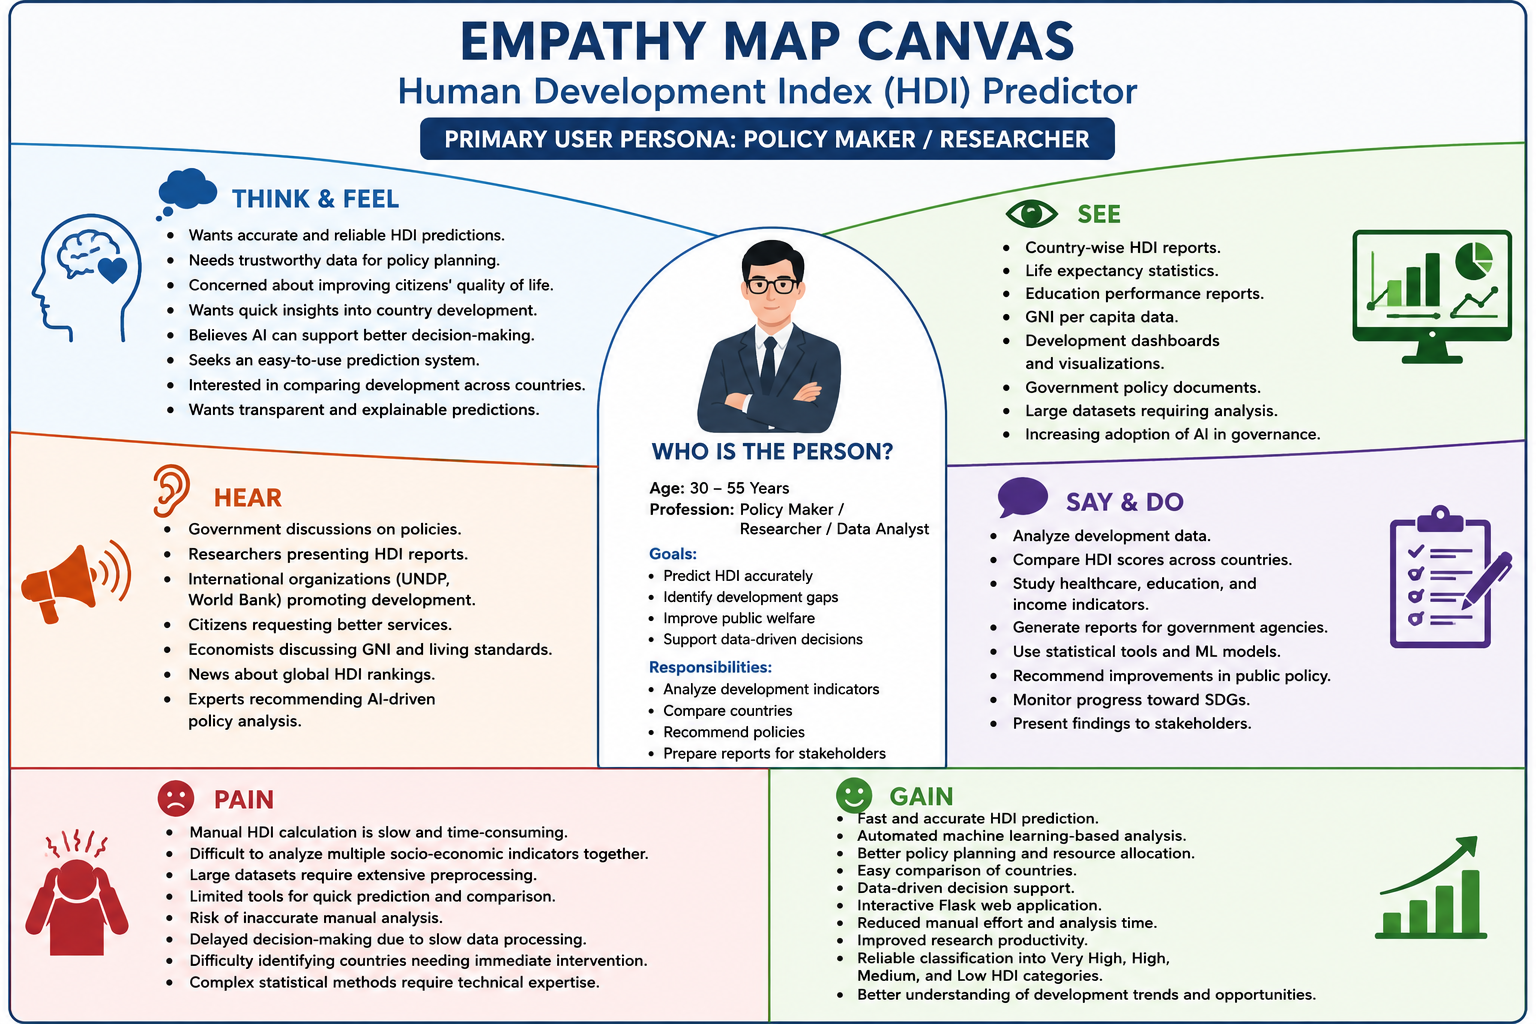 EMPATHY MAP CANVAS
Human Development Index (HDI) Predictor
PRIMARY USER PERSONA: POLICY MAKER / RESEARCHER
THINK & FEEL
• Wants accurate and reliable HDI predictions.
• Needs trustworthy data for policy planning.
• Concerned about improving citizens' quality of life.
• Wants quick insights into country development.
• Believes AI can support better decision-making.
• Seeks an easy-to-use prediction system.
• Interested in comparing development across countries.
• Wants transparent and explainable predictions.
SEE
• Country-wise HDI reports.
• Life expectancy statistics.
• Education performance reports.
• GNI per capita data.
• Development dashboards
and visualizations.
• Government policy documents.
• Large datasets requiring analysis.
• Increasing adoption of AI in governance.
HEAR
• Government discussions on policies.
• Researchers presenting HDI reports.
• International organizations (UNDP,
World Bank) promoting development.
• Citizens requesting better services.
• Economists discussing GNI and living standards.
• News about global HDI rankings.
• Experts recommending AI-driven
policy analysis.
WHO IS THE PERSON?
Age: 30 – 55 Years
Profession: Policy Maker /
Researcher / Data Analyst
Goals:
• Predict HDI accurately
• Identify development gaps
• Improve public welfare
• Support data-driven decisions
Responsibilities:
• Analyze development indicators
• Compare countries
• Recommend policies
• Prepare reports for stakeholders
SAY & DO
• Analyze development data.
• Compare HDI scores across countries.
• Study healthcare, education, and
income indicators.
• Generate reports for government agencies.
• Use statistical tools and ML models.
• Recommend improvements in public policy.
• Monitor progress toward SDGs.
• Present findings to stakeholders.
PAIN
• Manual HDI calculation is slow and time-consuming.
• Difficult to analyze multiple socio-economic indicators together.
• Large datasets require extensive preprocessing.
• Limited tools for quick prediction and comparison.
• Risk of inaccurate manual analysis.
• Delayed decision-making due to slow data processing.
• Difficulty identifying countries needing immediate intervention.
• Complex statistical methods require technical expertise.
GAIN
• Fast and accurate HDI prediction.
• Automated machine learning-based analysis.
• Better policy planning and resource allocation.
• Easy comparison of countries.
• Data-driven decision support.
• Interactive Flask web application.
• Reduced manual effort and analysis time.
• Improved research productivity.
• Reliable classification into Very High, High,
Medium, and Low HDI categories.
• Better understanding of development trends and opportunities.